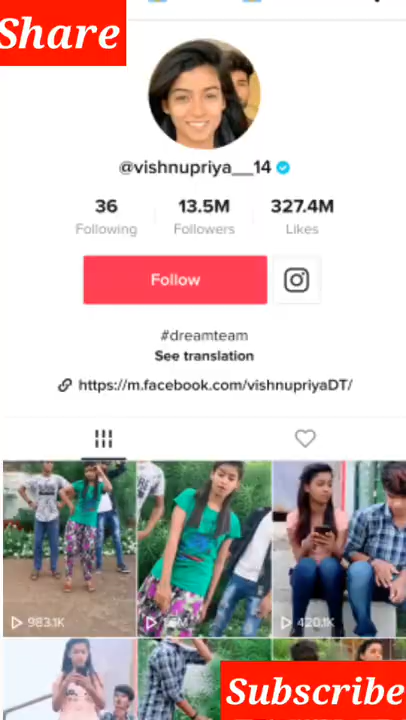 Share
@vishnupriya__14
36 13.5M 327.4M
Following Followers Likes
Follow
#dreamteam
See translation
https://m.facebook.com/vishnupriyaDT/
983.1K
420.1K
Subscribe